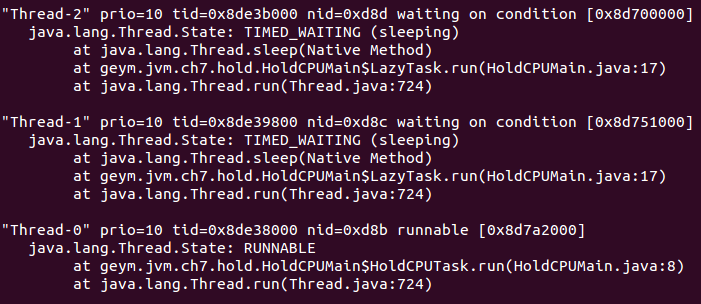 "Thread-2" prio=10 tid=0x8de3b000 nid=0xd8d waiting on condition [0x8d700000]
java.lang.Thread.State: TIMED_WAITING (sleeping)
at java.lang.Thread.sleep(Native Method)
at geym.jvm.ch7.hold.HoldCPUMain$LazyTask.run(HoldCPUMain.java:17)
at java.lang.Thread.run(Thread.java:724)
"Thread-1" prio=10 tid=0x8de39800 nid=0xd8c waiting on condition [0x8d751000]
java.lang.Thread.State: TIMED_WAITING (sleeping)
at java.lang.Thread.sleep(Native Method)
at geym.jvm.ch7.hold.HoldCPUMain$LazyTask.run(HoldCPUMain.java:17)
at java.lang.Thread.run(Thread.java:724)
"Thread-0" prio=10 tid=0x8de38000 nid=0xd8b runnable [0x8d7a2000]
java.lang.Thread.State: RUNNABLE
at geym.jvm.ch7.hold.HoldCPUMain$HoldCPUTask.run(HoldCPUMain.java:8)
at java.lang.Thread.run(Thread.java:724)